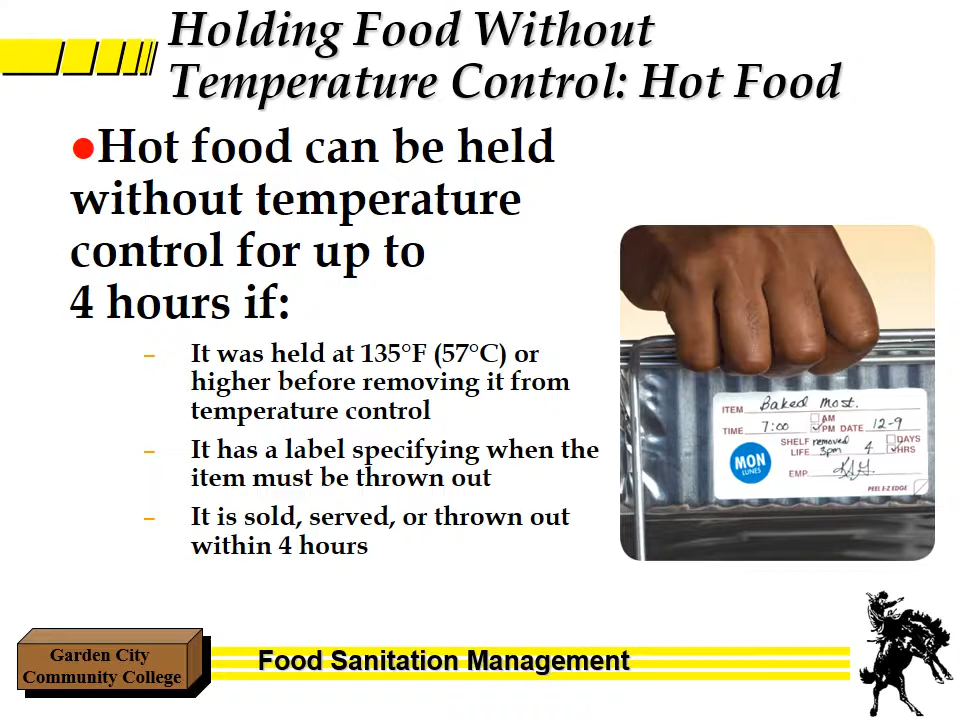 Holding Food Without
Temperature Control: Hot Food
●Hot food can be held
without temperature
control for up to
4 hours if:
– It was held at 135°F (57°C) or
higher before removing it from
temperature control
– It has a label specifying when the
item must be thrown out
– It is sold, served, or thrown out
within 4 hours
ITEM Baked Most.
TIME 7:00 AM PM DATE 12-9
SHELF LIFE removed 3pm 4 DAYS HRS
MON
LUNES
EMP.
PEEL E-Z EDGE
Garden City
Community College
Food Sanitation Management